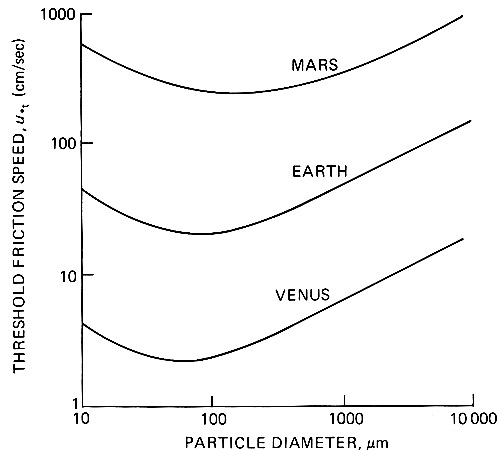 THRESHOLD FRICTION SPEED, u*t (cm/sec)
1000
100
10
1
MARS
EARTH
VENUS
10 100 1000 10 000
PARTICLE DIAMETER, μm